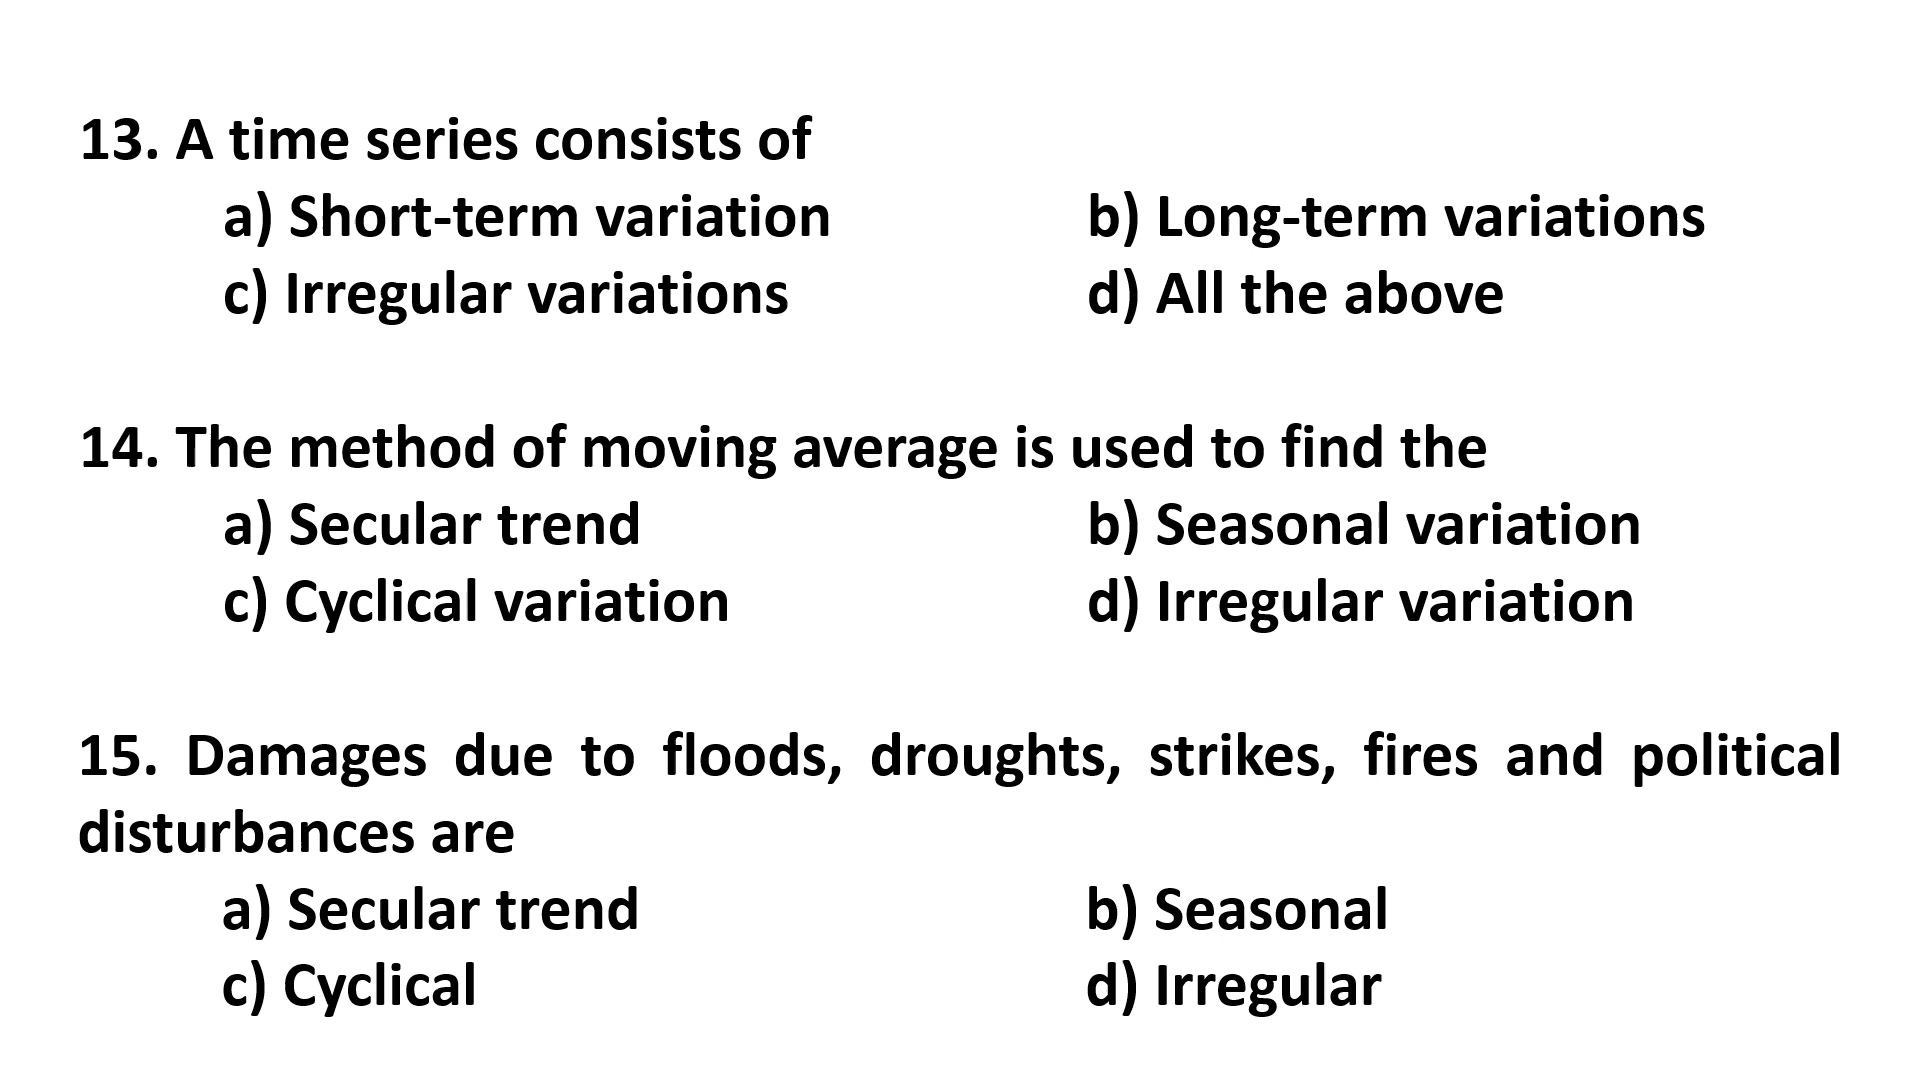 13. A time series consists of
a) Short-term variation b) Long-term variations
c) Irregular variations d) All the above
14. The method of moving average is used to find the
a) Secular trend b) Seasonal variation
c) Cyclical variation d) Irregular variation
15. Damages due to floods, droughts, strikes, fires and political
disturbances are
a) Secular trend b) Seasonal
c) Cyclical d) Irregular